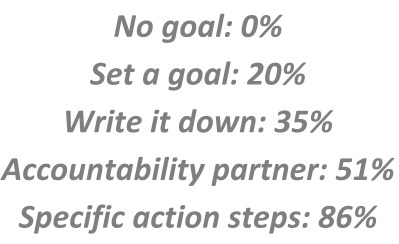 No goal: 0%
Set a goal: 20%
Write it down: 35%
Accountability partner: 51%
Specific action steps: 86%